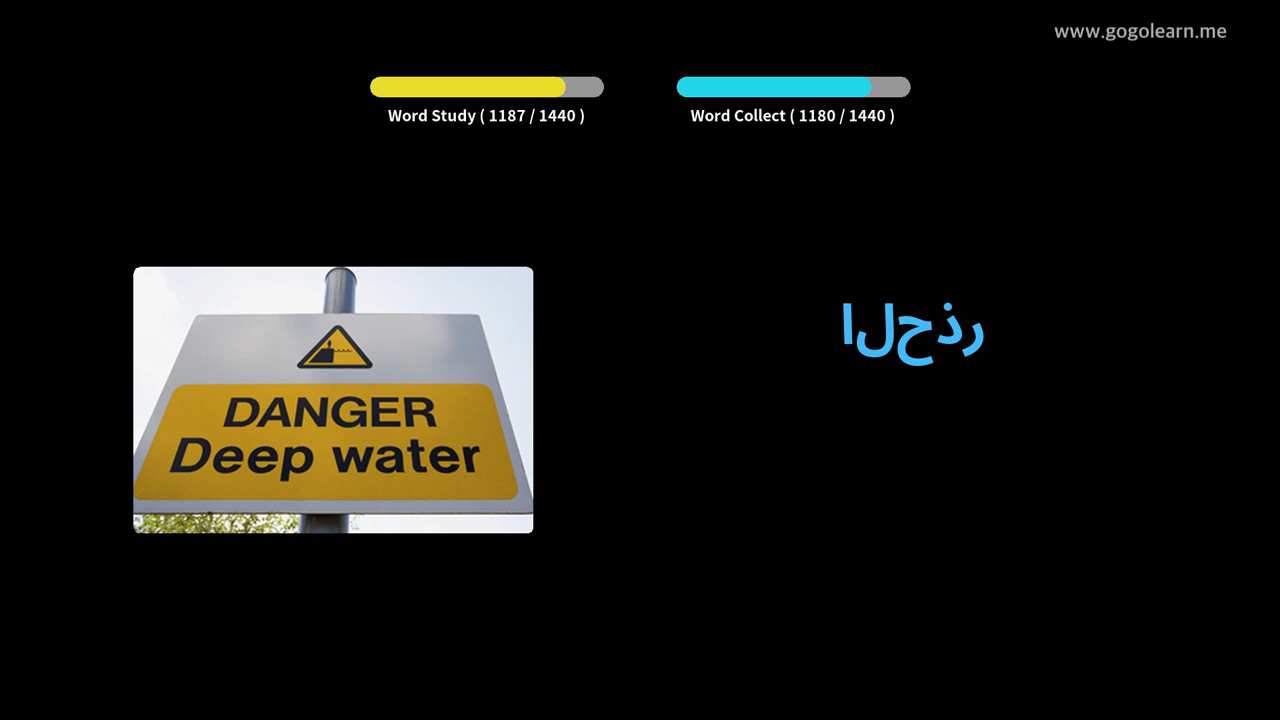 www.gogolearn.me
Word Study ( 1187 / 1440 )
Word Collect ( 1180 / 1440 )
الحذر
DANGER
Deep water